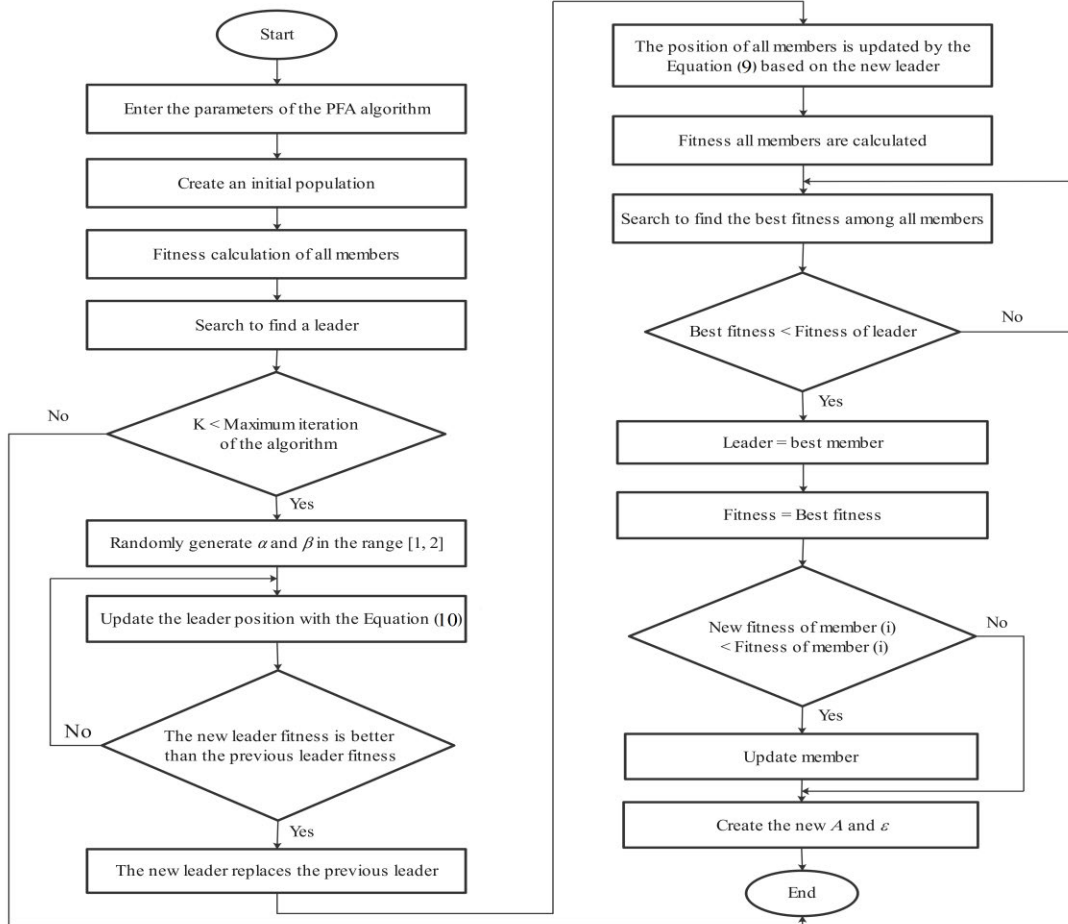 Start
Enter the parameters of the PFA algorithm
Create an initial population
Fitness calculation of all members
Search to find a leader
No
K < Maximum iteration
of the algorithm
Yes
Randomly generate α and β in the range [1, 2]
Update the leader position with the Equation (10)
No
The new leader fitness is better
than the previous leader fitness
Yes
The new leader replaces the previous leader
The position of all members is updated by the
Equation (9) based on the new leader
Fitness all members are calculated
Search to find the best fitness among all members
Best fitness < Fitness of leader
No
Yes
Leader = best member
Fitness = Best fitness
New fitness of member (i)
< Fitness of member (i)
No
Yes
Update member
Create the new A and ε
End